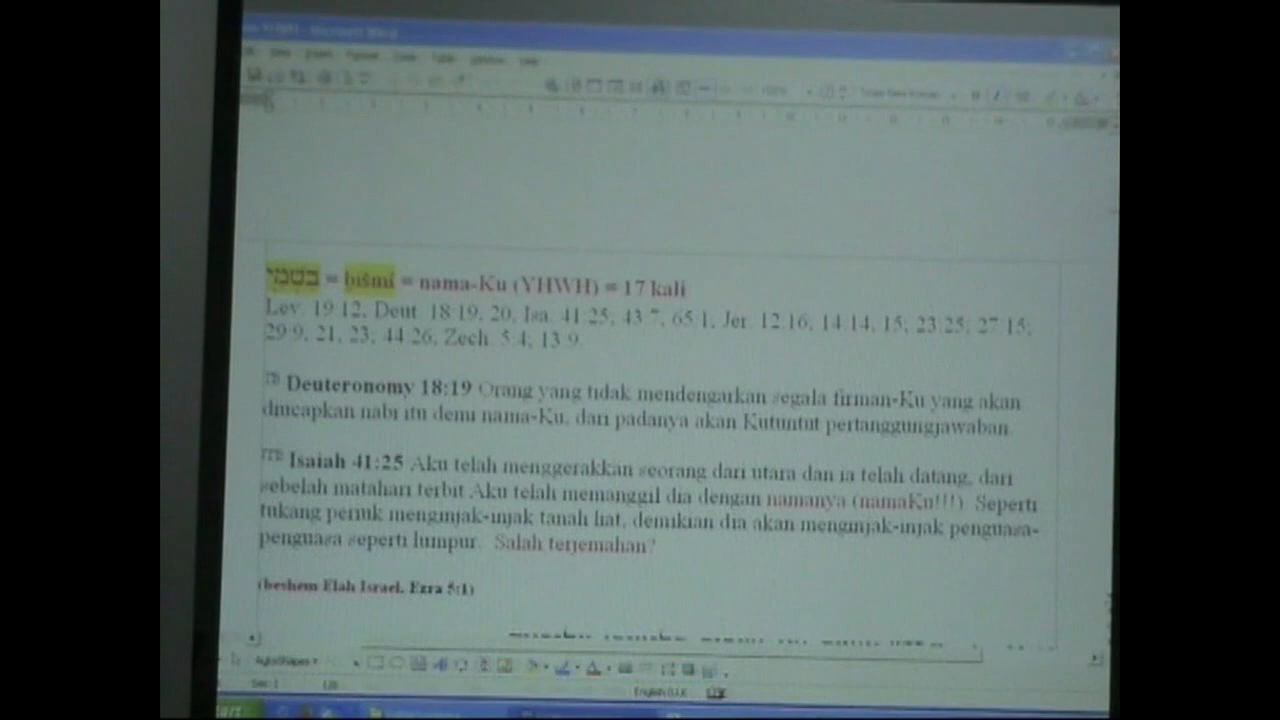 Microsoft Word
בשמי = bišmi = nama-Ku (YHWH) = 17 kali
Lev. 19:12, Deut. 18:19, 20, Isa. 41:25, 43:7, 65:1, Jer. 12:16, 14:14, 15; 23:25; 27:15;
29:9, 21, 23; 44:26, Zech. 5:4; 13:9
Deuteronomy 18:19 Orang yang tidak mendengarkan segala firman-Ku yang akan
diucapkan nabi itu demi nama-Ku, dari padanya akan Kutuntut pertanggungjawaban.
Isaiah 41:25 Aku telah menggerakkan seorang dari utara dan ia telah datang, dari
sebelah matahari terbit Aku telah memanggil dia dengan namanya (namaKu!!!). Seperti
tukang periuk menginjak-injak tanah liat, demikian dia akan menginjak-injak penguasa-
penguasa seperti lumpur. Salah terjemahan?
(beshem Elah Israel, Ezra 5:1)
AutoShapes
English (U.K